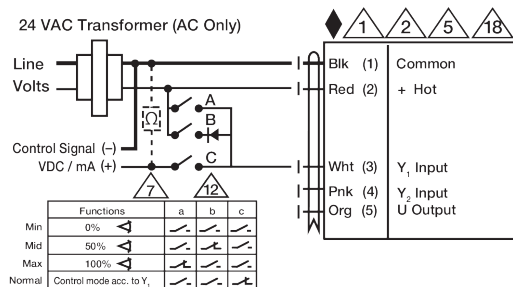 24 VAC Transformer (AC Only)
1 2 5 18
Line
Volts
Blk (1) Common
Red (2) + Hot
A
B
Ω
Control Signal (–)
VDC / mA (+)
C
Wht (3) Y1 Input
Pnk (4) Y2 Input
Org (5) U Output
7 12
Functions a b c
Min 0%
Mid 50%
Max 100%
Normal Control mode acc. to Y1